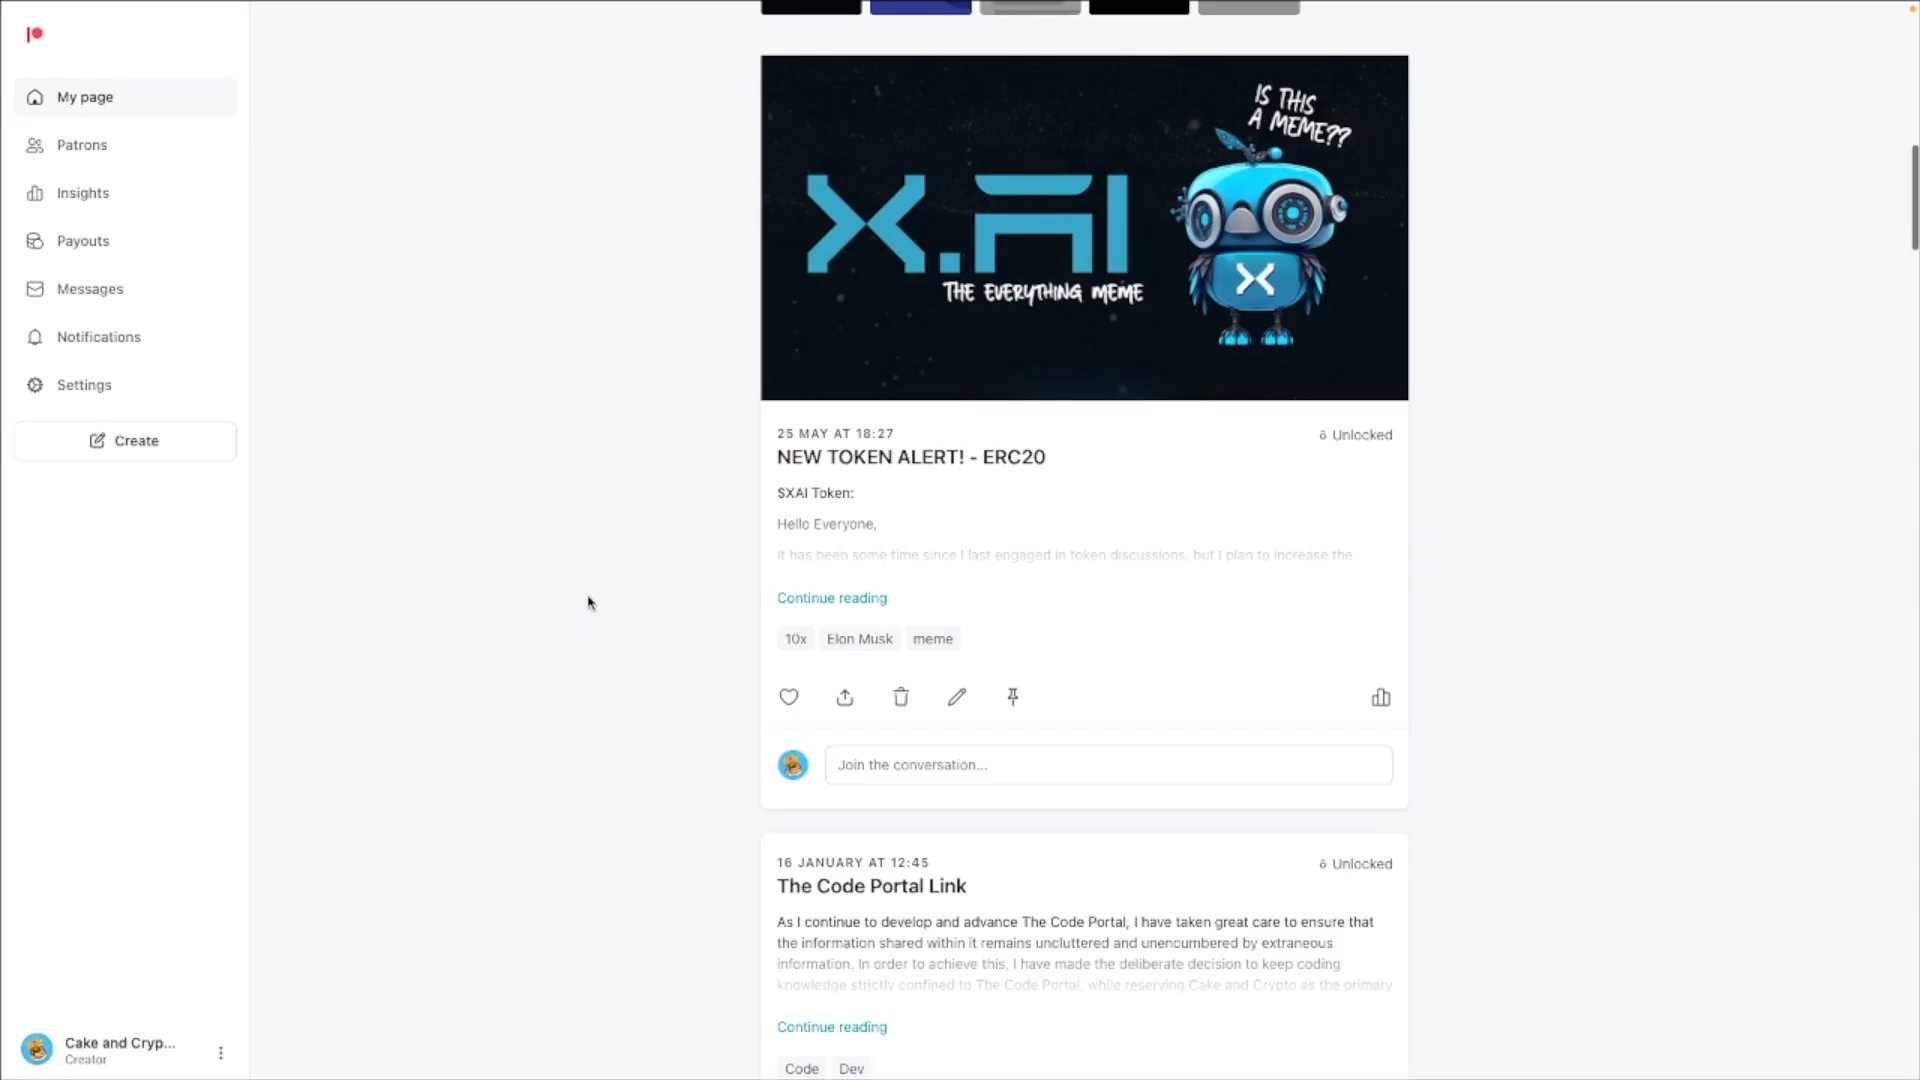 My page
Patrons
Insights
Payouts
Messages
Notifications
Settings
Create
Cake and Cryp...
Creator
IS THIS
A MEME??
X.AI
THE EVERYTHING MEME
X
25 MAY AT 18:27
Unlocked
NEW TOKEN ALERT! - ERC20
$XAI Token:
Hello Everyone,
It has been some time since I last engaged in token discussions, but I plan to increase the
Continue reading
10x Elon Musk meme
Join the conversation...
16 JANUARY AT 12:45
Unlocked
The Code Portal Link
As I continue to develop and advance The Code Portal, I have taken great care to ensure that
the information shared within it remains uncluttered and unencumbered by extraneous
information. In order to achieve this, I have made the deliberate decision to keep coding
knowledge strictly confined to The Code Portal, while reserving Cake and Crypto as the primary
Continue reading
Code Dev